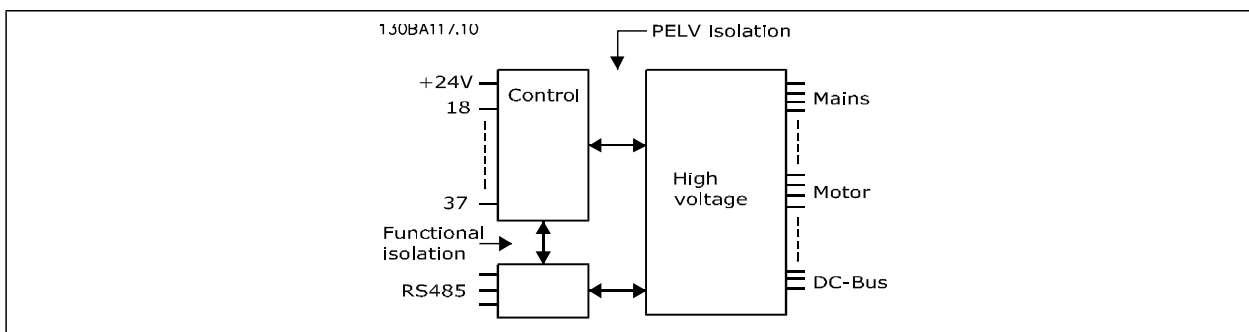 130BA117.10
PELV Isolation
+24V
Control
18
Mains
37
High
voltage
Motor
Functional
isolation
RS485
DC-Bus